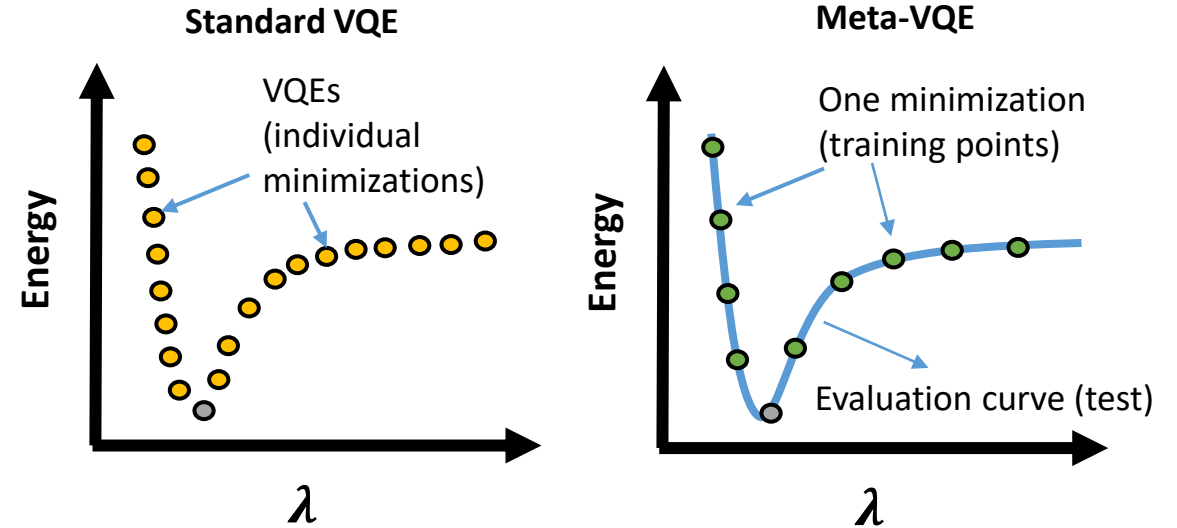 Standard VQE
VQEs
(individual
minimizations)
Energy
λ
Meta-VQE
One minimization
(training points)
Energy
Evaluation curve (test)
λ